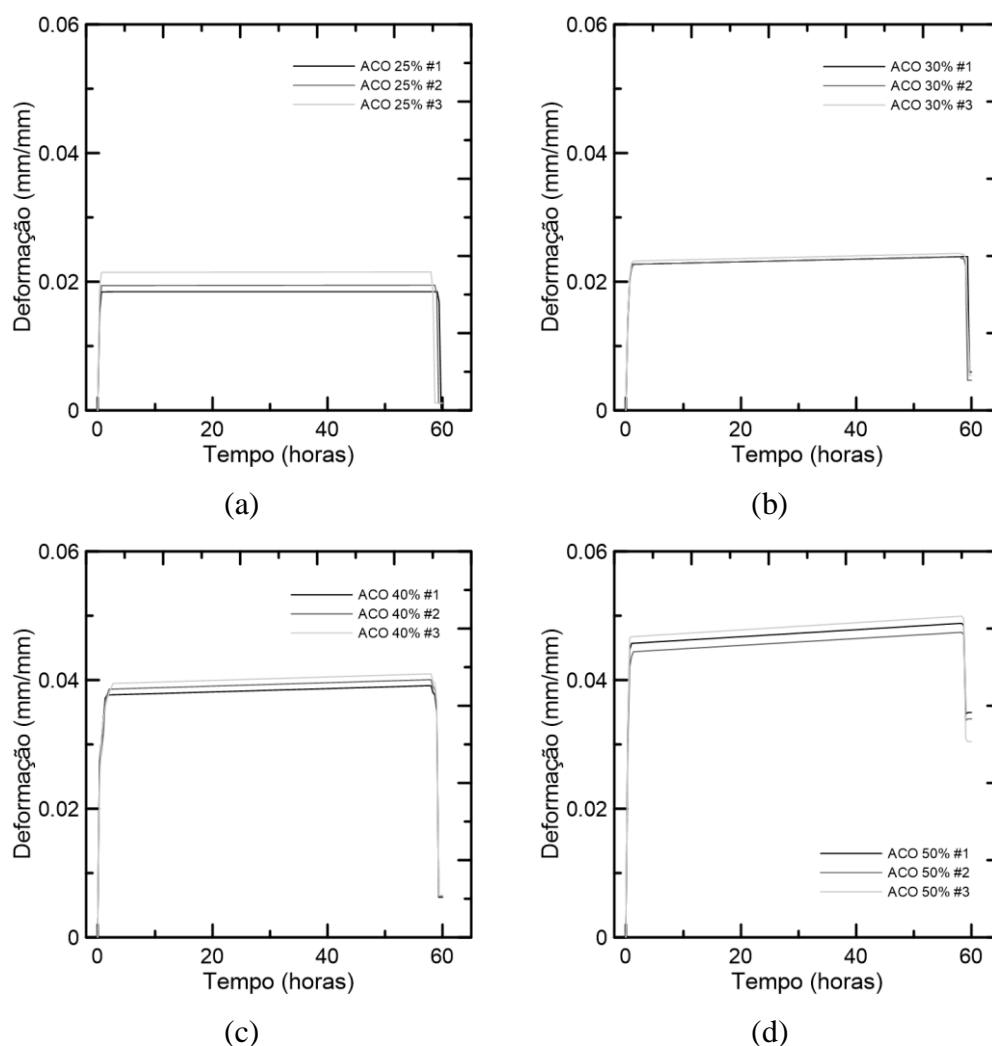 0.06
0.04
0.02
0
Deformação (mm/mm)
ACO 25% #1
ACO 25% #2
ACO 25% #3
0 20 40 60
Tempo (horas)
(a)
0.06
0.04
0.02
0
Deformação (mm/mm)
ACO 30% #1
ACO 30% #2
ACO 30% #3
0 20 40 60
Tempo (horas)
(b)
0.06
0.04
0.02
0
Deformação (mm/mm)
ACO 40% #1
ACO 40% #2
ACO 40% #3
0 20 40 60
Tempo (horas)
(c)
0.06
0.04
0.02
0
Deformação (mm/mm)
ACO 50% #1
ACO 50% #2
ACO 50% #3
0 20 40 60
Tempo (horas)
(d)